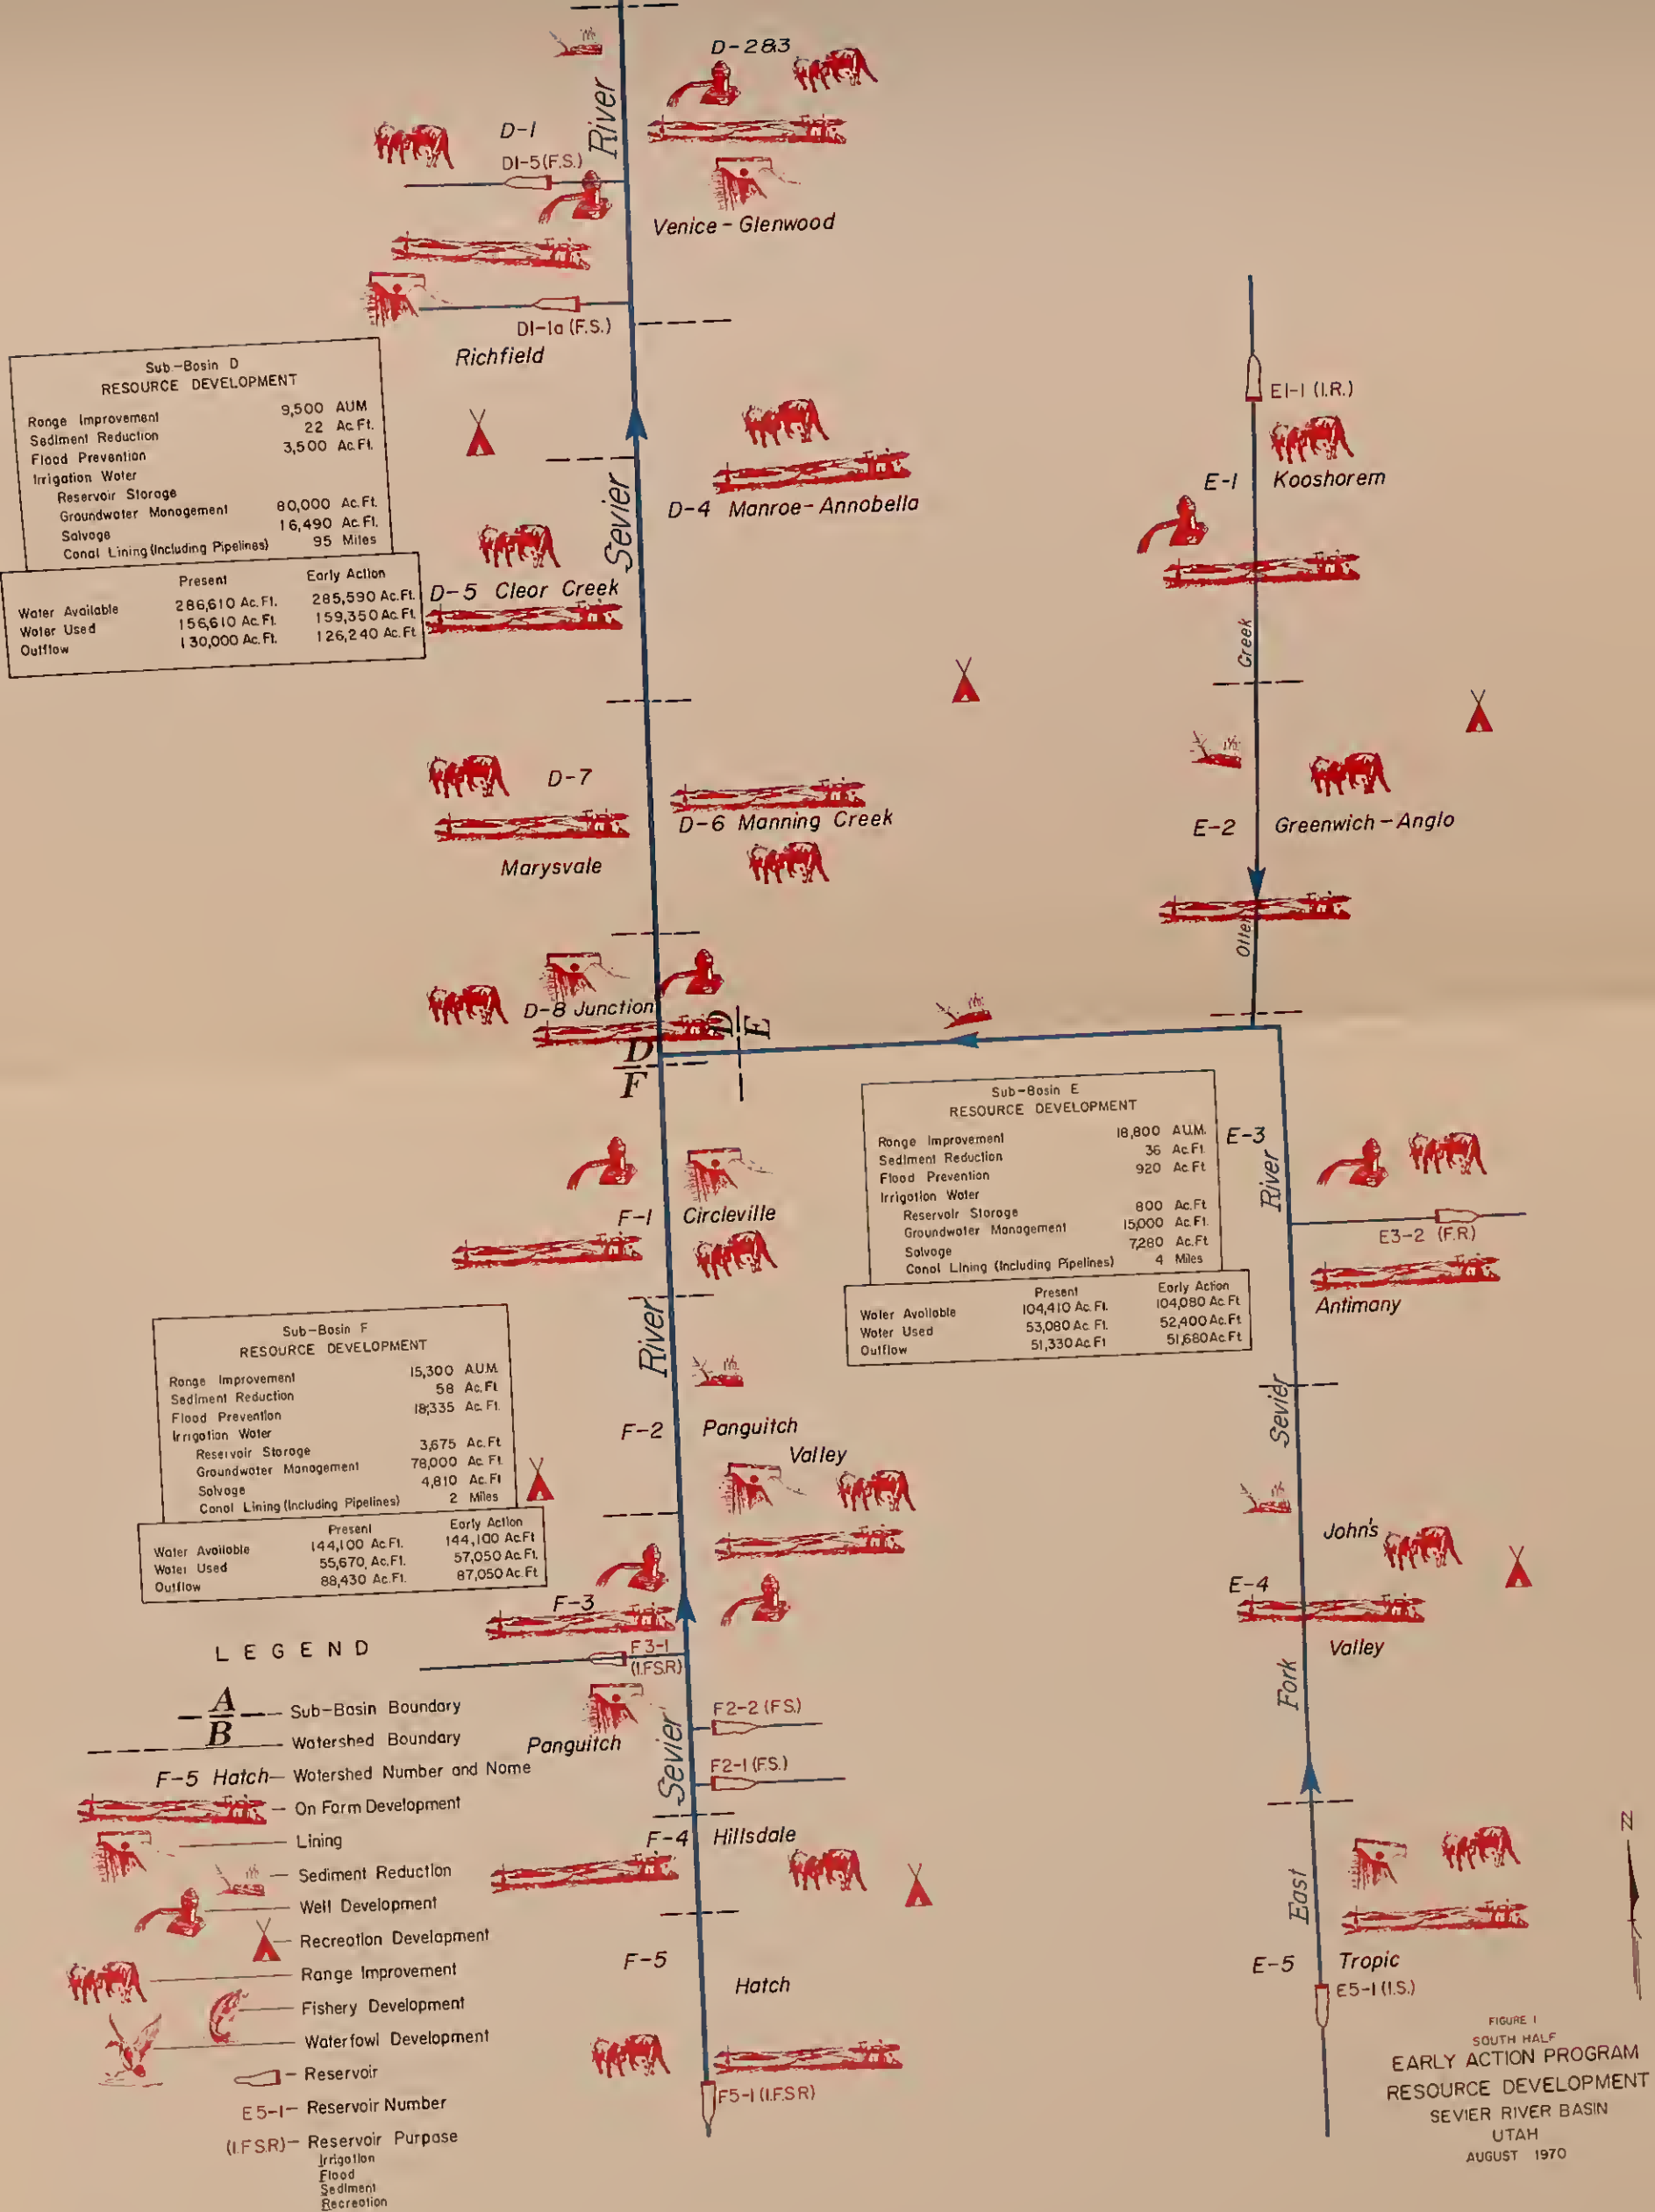 D-2&3
River
D-1
D1-5(F.S.)
Venice - Glenwood
D1-1a (F.S.)
Richfield
Sub-Basin D
RESOURCE DEVELOPMENT
Range Improvement 9,500 AUM
Sediment Reduction 22 Ac.Ft.
Flood Prevention 3,500 Ac.Ft.
Irrigation Water
Reservoir Storage
Groundwater Management 80,000 Ac.Ft.
Salvage 16,490 Ac.Ft.
Canal Lining (Including Pipelines) 95 Miles
Present Early Action
Water Available 286,610 Ac.Ft. 285,590 Ac.Ft.
Water Used 156,610 Ac.Ft. 159,350 Ac.Ft.
Outflow 130,000 Ac.Ft. 126,240 Ac.Ft
E1-1 (I.R.)
E-1 Kooshorem
Sevier
D-4 Monroe-Annabella
D-5 Clear Creek
Creek
D-7
D-6 Manning Creek
Marysvale
E-2 Greenwich-Anglo
Otter
D-8 Junction
D
E
D
F
Sub-Basin E
RESOURCE DEVELOPMENT
Range Improvement 18,800 A.U.M.
Sediment Reduction 36 Ac.Ft.
Flood Prevention 920 Ac.Ft
Irrigation Water
Reservoir Storage 800 Ac.Ft
Groundwater Management 15,000 Ac.Ft.
Salvage 7,280 Ac.Ft
Canal Lining (Including Pipelines) 4 Miles
Present Early Action
Water Available 104,410 Ac.Ft. 104,080 Ac.Ft
Water Used 53,080 Ac.Ft. 52,400 Ac.Ft
Outflow 51,330 Ac.Ft 51,680 Ac.Ft
E-3
River
E3-2 (F.R)
Antimony
F-1 Circleville
River
Sub-Basin F
RESOURCE DEVELOPMENT
Range Improvement 15,300 A.U.M.
Sediment Reduction 58 Ac.Ft.
Flood Prevention 18,335 Ac.Ft.
Irrigation Water
Reservoir Storage 3,675 Ac.Ft
Groundwater Management 78,000 Ac.Ft.
Salvage 4,810 Ac.Ft
Canal Lining (Including Pipelines) 2 Miles
Present Early Action
Water Available 144,100 Ac.Ft. 144,100 Ac.Ft
Water Used 55,670 Ac.Ft. 57,050 Ac.Ft.
Outflow 88,430 Ac.Ft. 87,050 Ac.Ft
F-2 Panguitch
Valley
Sevier
John's
E-4
Valley
Fork
F-3
F3-1
(I.F.S.R)
Panguitch
Sevier
F2-2 (F.S.)
F2-1 (F.S.)
F-4 Hillsdale
F-5
Hatch
F5-1 (I.F.S.R)
East
E-5 Tropic
E5-1 (I.S.)
N
LEGEND
A
B
Sub-Basin Boundary
Watershed Boundary
F-5 Hatch — Watershed Number and Name
On Farm Development
Lining
Sediment Reduction
Well Development
Recreation Development
Range Improvement
Fishery Development
Waterfowl Development
Reservoir
E5-1 — Reservoir Number
(I.F.S.R) — Reservoir Purpose
Irrigation
Flood
Sediment
Recreation
FIGURE 1
SOUTH HALF
EARLY ACTION PROGRAM
RESOURCE DEVELOPMENT
SEVIER RIVER BASIN
UTAH
AUGUST 1970